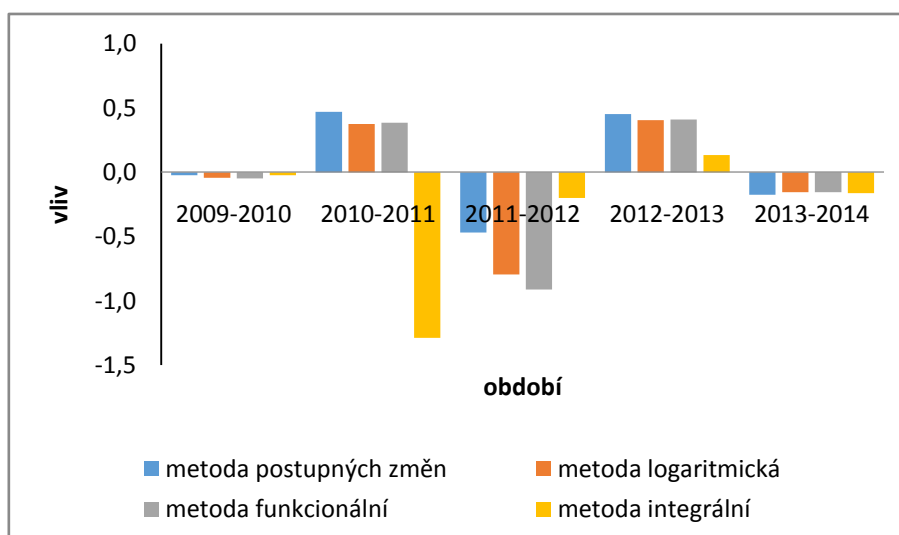 1,0
0,5
0,0
-0,5
-1,0
-1,5
vliv
2009-2010 2010-2011 2011-2012 2012-2013 2013-2014
období
metoda postupných změn metoda logaritmická
metoda funkcionální metoda integrální